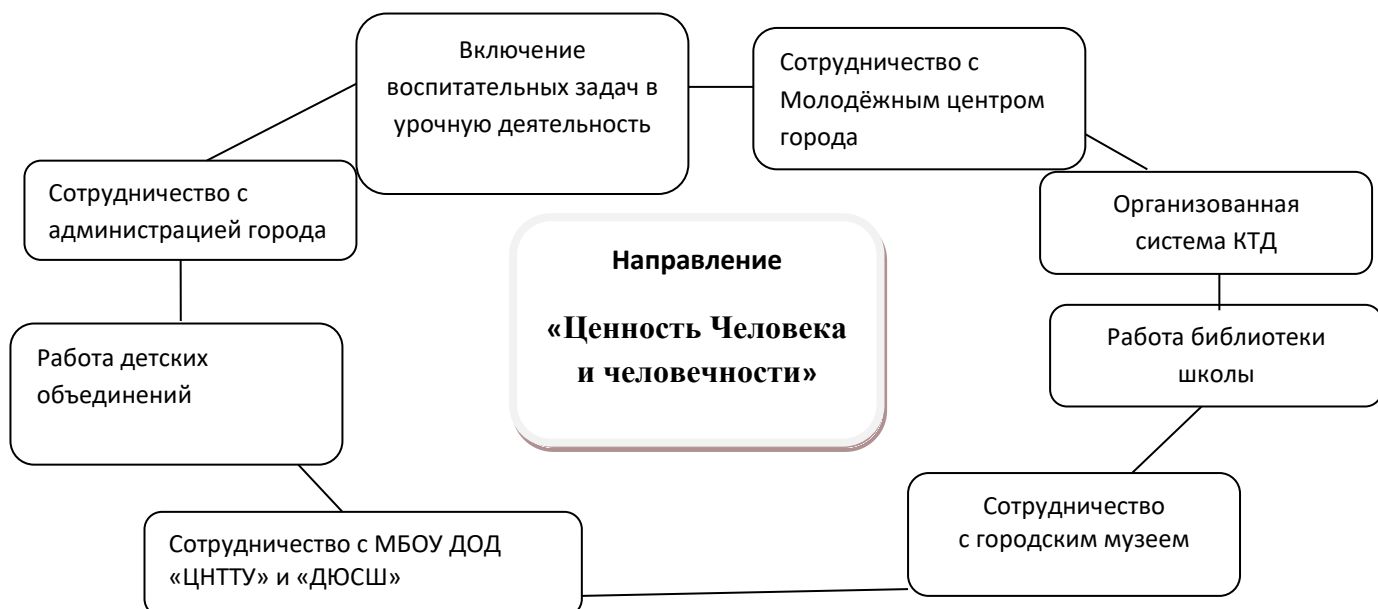 Включение
воспитательных задач в
урочную деятельность
Сотрудничество с
Молодёжным центром
города
Сотрудничество с
администрацией города
Организованная
система КТД
Направление
«Ценность Человека
и человечности»
Работа детских
объединений
Работа библиотеки
школы
Сотрудничество
с городским музеем
Сотрудничество с МБОУ ДОД
«ЦНТТУ» и «ДЮСШ»